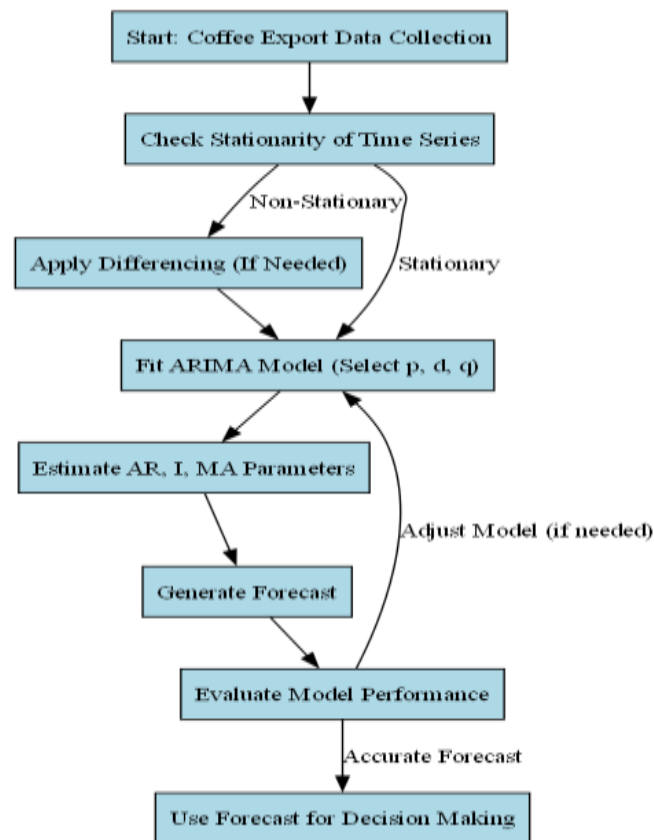 Start: Coffee Export Data Collection
Check Stationarity of Time Series
Non-Stationary
Apply Differencing (If Needed)
Stationary
Fit ARIMA Model (Select p, d, q)
Estimate AR, I, MA Parameters
Adjust Model (if needed)
Generate Forecast
Evaluate Model Performance
Accurate Forecast
Use Forecast for Decision Making